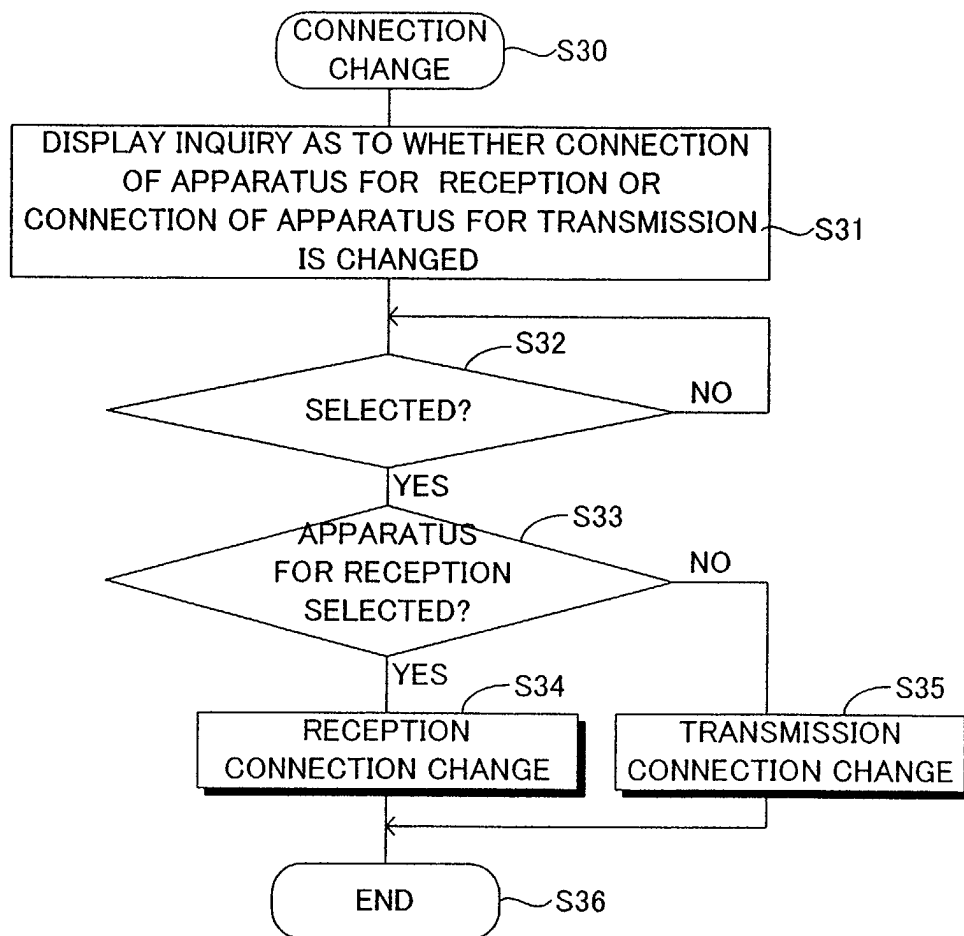 CONNECTION
CHANGE
S30
DISPLAY INQUIRY AS TO WHETHER CONNECTION
OF APPARATUS FOR RECEPTION OR
CONNECTION OF APPARATUS FOR TRANSMISSION
IS CHANGED
S31
S32
SELECTED?
NO
YES
S33
APPARATUS
FOR RECEPTION
SELECTED?
NO
YES
S34
RECEPTION
CONNECTION CHANGE
S35
TRANSMISSION
CONNECTION CHANGE
END
S36